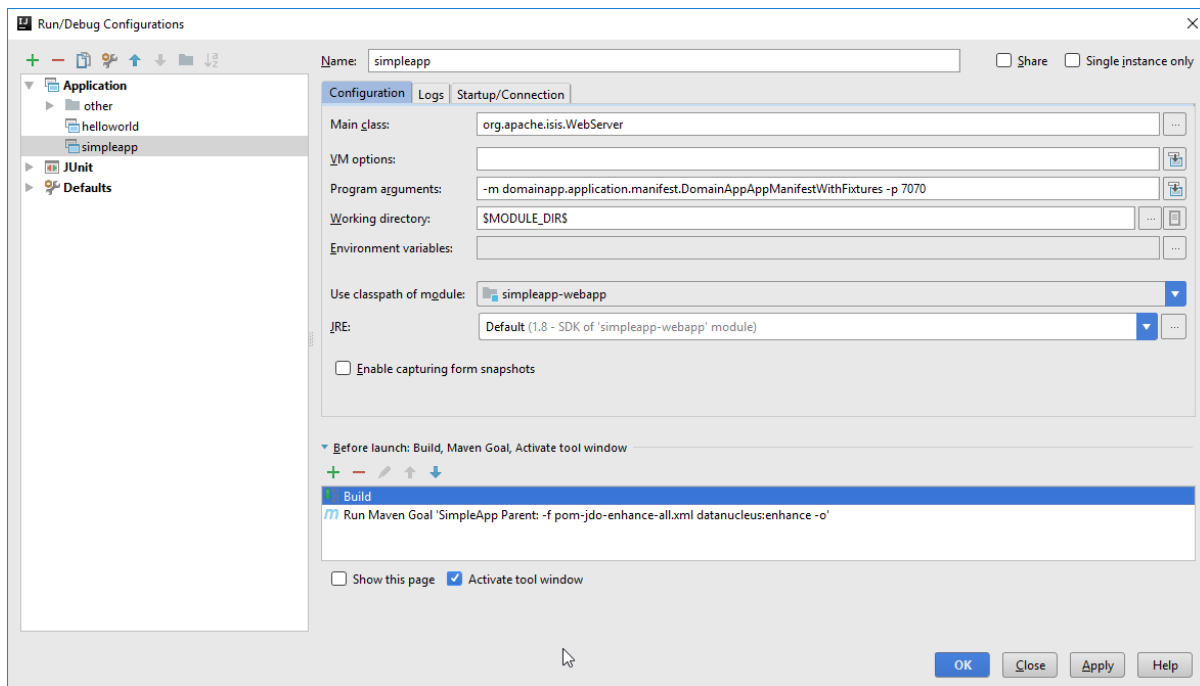 Run/Debug Configurations
Name: simpleapp
Share
Single instance only
Application
other
helloworld
simpleapp
JUnit
Defaults
Configuration Logs Startup/Connection
Main class: org.apache.isis.WebServer ...
VM options:
Program arguments: -m domainapp.application.manifest.DomainAppAppManifestWithFixtures -p 7070
Working directory: $MODULE_DIR$ ...
Environment variables: ...
Use classpath of module: simpleapp-webapp
JRE: Default (1.8 - SDK of 'simpleapp-webapp' module) ...
Enable capturing form snapshots
Before launch: Build, Maven Goal, Activate tool window
Build
Run Maven Goal 'SimpleApp Parent: -f pom-jdo-enhance-all.xml datanucleus:enhance -o'
Show this page Activate tool window
OK Close Apply Help